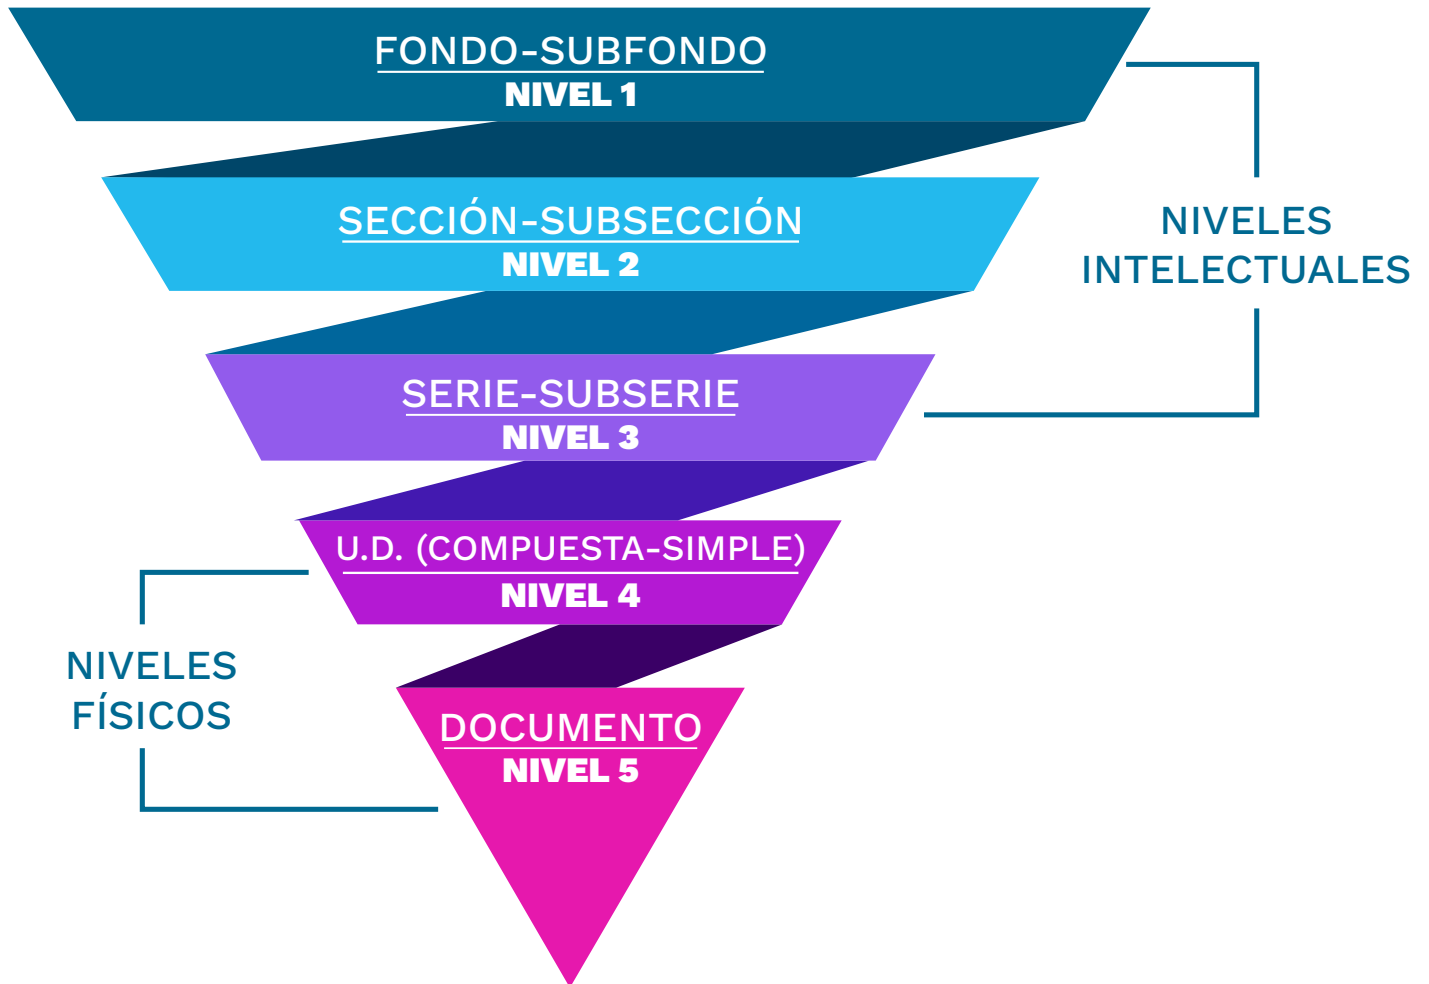 FONDO-SUBFONDO
NIVEL 1
SECCIÓN-SUBSECCIÓN
NIVEL 2
NIVELES
INTELECTUALES
SERIE-SUBSERIE
NIVEL 3
U.D. (COMPUESTA-SIMPLE)
NIVEL 4
NIVELES
FÍSICOS
DOCUMENTO
NIVEL 5